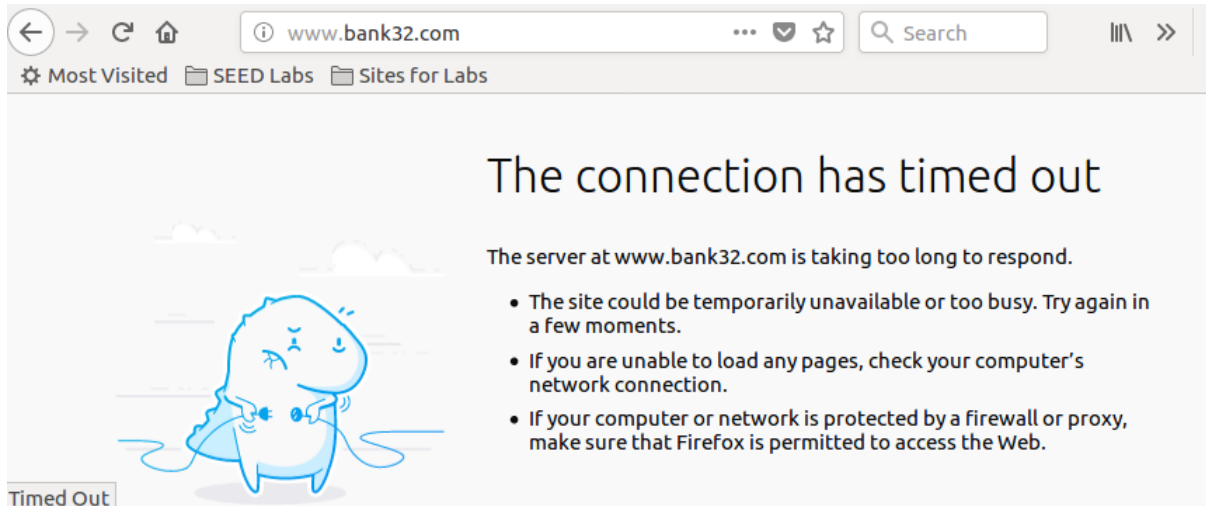 www.bank32.com ••• Search
Most Visited SEED Labs Sites for Labs
The connection has timed out
The server at www.bank32.com is taking too long to respond.
• The site could be temporarily unavailable or too busy. Try again in
a few moments.
• If you are unable to load any pages, check your computer’s
network connection.
• If your computer or network is protected by a firewall or proxy,
make sure that Firefox is permitted to access the Web.
Timed Out